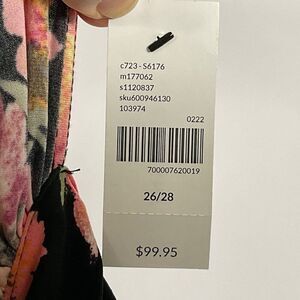 c723 - S6176
m177062
s1120837
sku600946130
103974
0222
700007620019
26/28
$99.95